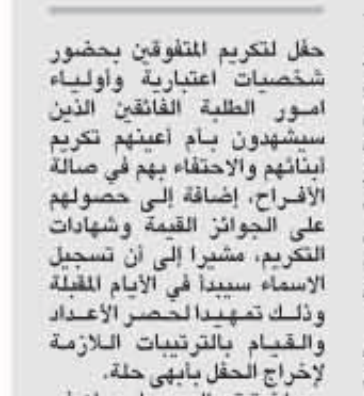 حفل لتكريم المتفوقين بحضور
شخصيات اعتبارية وأولياء
امور الطلبة الفائقين الذين
سيشهدون بأم أعينهم تكريم
أبنائهم والاحتفاء بهم في صالة
الأفراح، إضافة إلى حصولهم
على الجوائز القيمة وشهادات
التكريم، مشيرا إلى أن تسجيل
الاسماء سيبدأ في الأيام المقبلة
وذلك تمهيدا لحصر الأعداد
والقيام بالترتيبات اللازمة
لإخراج الحفل بأبهى حلة.